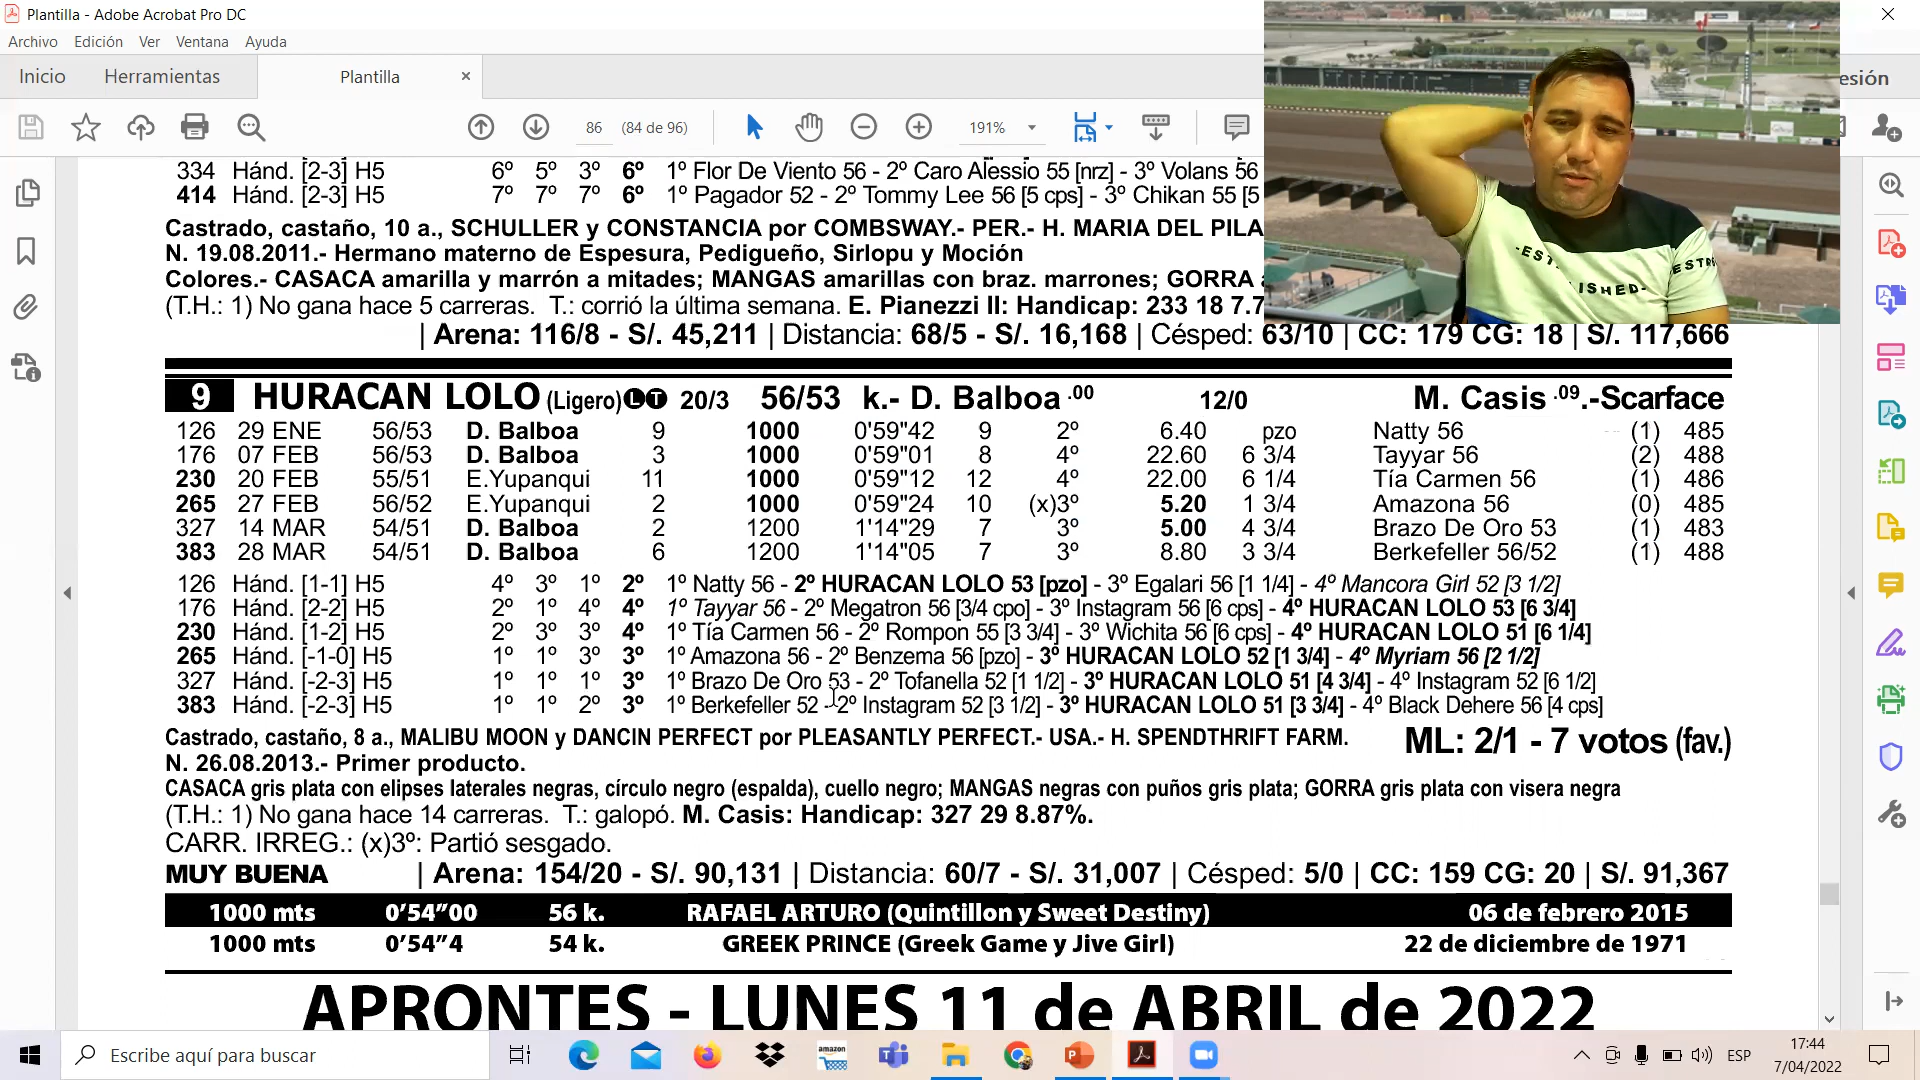 Plantilla - Adobe Acrobat Pro DC
Archivo Edición Ver Ventana Ayuda
Inicio Herramientas Plantilla × esión
86 (84 de 96) 191%
334 Hánd. [2-3] H5 6º 5º 3º 6º 1º Flor De Viento 56 - 2º Caro Alessio 55 [nrz] - 3º Volans 56
414 Hánd. [2-3] H5 7º 7º 7º 6º 1º Pagador 52 - 2º Tommy Lee 56 [5 cps] - 3º Chikan 55 [5
Castrado, castaño, 10 a., SCHULLER y CONSTANCIA por COMBSWAY.- PER.- H. MARIA DEL PILA
N. 19.08.2011.- Hermano materno de Espesura, Pedigueño, Sirlopu y Moción
Colores.- CASACA amarilla y marrón a mitades; MANGAS amarillas con braz. marrones; GORRA a
(T.H.: 1) No gana hace 5 carreras. T.: corrió la última semana. E. Pianezzi II: Handicap: 233 18 7.7
| Arena: 116/8 - S/. 45,211 | Distancia: 68/5 - S/. 16,168 | Césped: 63/10 | CC: 179 CG: 18 | S/. 117,666
9 HURACAN LOLO (Ligero) L T 20/3 56/53 k.- D. Balboa .00 12/0 M. Casis .09.-Scarface
126 29 ENE 56/53 D. Balboa 9 1000 0'59"42 9 2º 6.40 pzo Natty 56 (1) 485
176 07 FEB 56/53 D. Balboa 3 1000 0'59"01 8 4º 22.60 6 3/4 Tayyar 56 (2) 488
230 20 FEB 55/51 E.Yupanqui 11 1000 0'59"12 12 4º 22.00 6 1/4 Tía Carmen 56 (1) 486
265 27 FEB 56/52 E.Yupanqui 2 1000 0'59"24 10 (x)3º 5.20 1 3/4 Amazona 56 (0) 485
327 14 MAR 54/51 D. Balboa 2 1200 1'14"29 7 3º 5.00 4 3/4 Brazo De Oro 53 (1) 483
383 28 MAR 54/51 D. Balboa 6 1200 1'14"05 7 3º 8.80 3 3/4 Berkefeller 56/52 (1) 488
126 Hánd. [1-1] H5 4º 3º 1º 2º 1º Natty 56 - 2º HURACAN LOLO 53 [pzo] - 3º Egalari 56 [1 1/4] - 4º Mancora Girl 52 [3 1/2]
176 Hánd. [2-2] H5 2º 1º 4º 4º 1º Tayyar 56 - 2º Megatron 56 [3/4 cpo] - 3º Instagram 56 [6 cps] - 4º HURACAN LOLO 53 [6 3/4]
230 Hánd. [1-2] H5 2º 3º 3º 4º 1º Tía Carmen 56 - 2º Rompon 55 [3 3/4] - 3º Wichita 56 [6 cps] - 4º HURACAN LOLO 51 [6 1/4]
265 Hánd. [-1-0] H5 1º 1º 3º 3º 1º Amazona 56 - 2º Benzema 56 [pzo] - 3º HURACAN LOLO 52 [1 3/4] - 4º Myriam 56 [2 1/2]
327 Hánd. [-2-3] H5 1º 1º 1º 3º 1º Brazo De Oro 53 - 2º Tofanella 52 [1 1/2] - 3º HURACAN LOLO 51 [4 3/4] - 4º Instagram 52 [6 1/2]
383 Hánd. [-2-3] H5 1º 1º 2º 3º 1º Berkefeller 52 - 2º Instagram 52 [3 1/2] - 3º HURACAN LOLO 51 [3 3/4] - 4º Black Dehere 56 [4 cps]
Castrado, castaño, 8 a., MALIBU MOON y DANCIN PERFECT por PLEASANTLY PERFECT.- USA.- H. SPENDTHRIFT FARM. ML: 2/1 - 7 votos (fav.)
N. 26.08.2013.- Primer producto.
CASACA gris plata con elipses laterales negras, círculo negro (espalda), cuello negro; MANGAS negras con puños gris plata; GORRA gris plata con visera negra
(T.H.: 1) No gana hace 14 carreras. T.: galopó. M. Casis: Handicap: 327 29 8.87%.
CARR. IRREG.: (x)3º: Partió sesgado.
MUY BUENA | Arena: 154/20 - S/. 90,131 | Distancia: 60/7 - S/. 31,007 | Césped: 5/0 | CC: 159 CG: 20 | S/. 91,367
1000 mts 0’54”00 56 k. RAFAEL ARTURO (Quintillon y Sweet Destiny) 06 de febrero 2015
1000 mts 0’54”4 54 k. GREEK PRINCE (Greek Game y Jive Girl) 22 de diciembre de 1971
APRONTES - LUNES 11 de ABRIL de 2022
Escribe aquí para buscar
amazon
ESP
17:44
7/04/2022